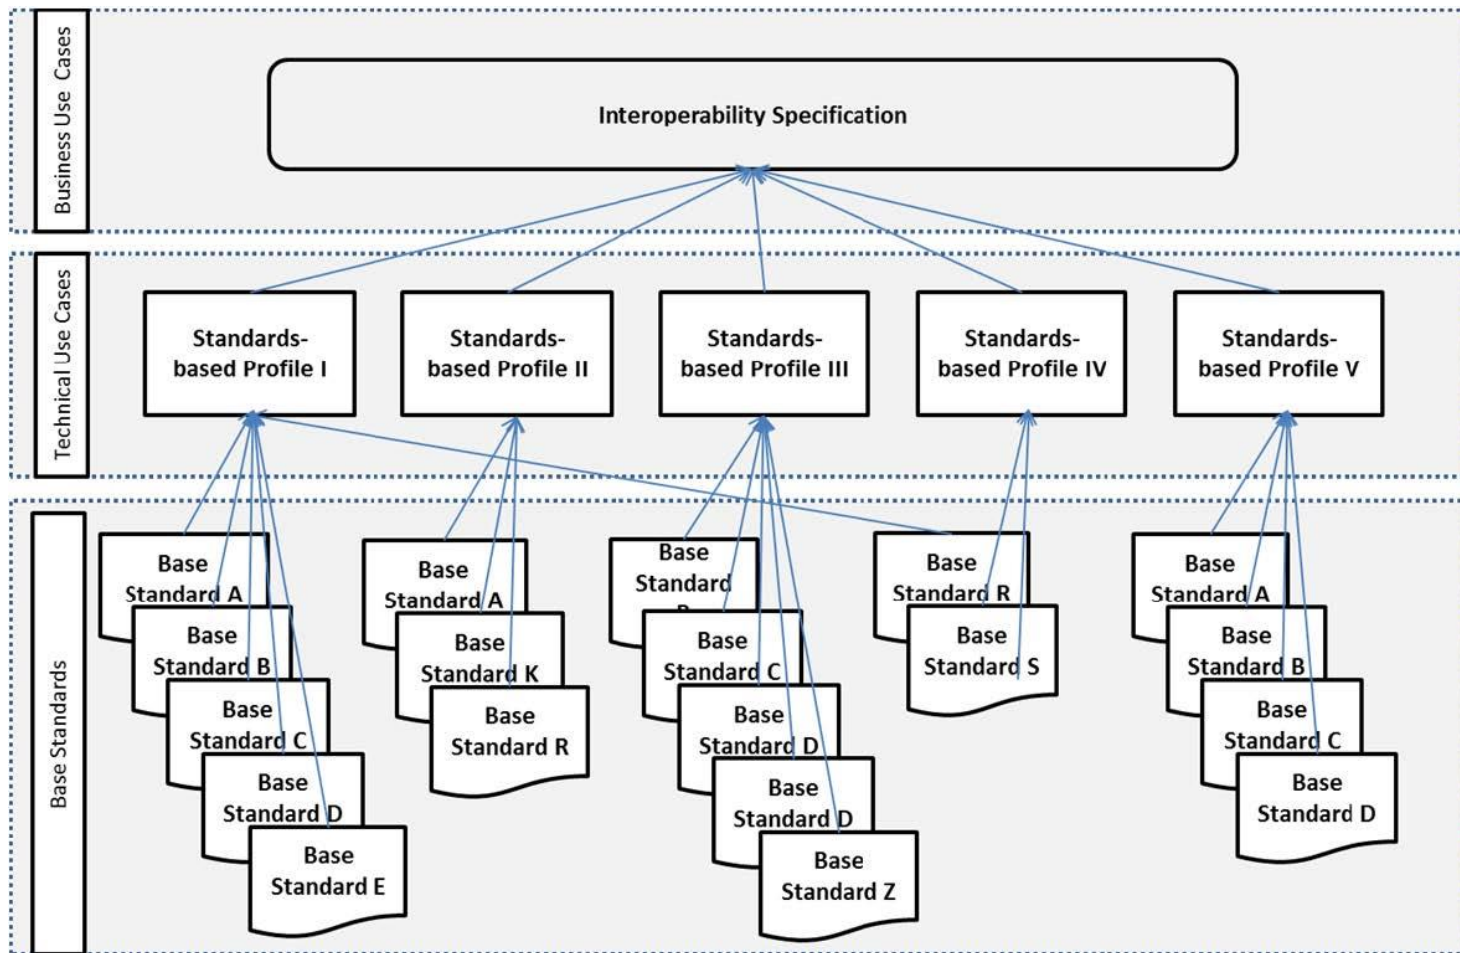 Business Use Cases
Interoperability Specification
Technical Use Cases
Standards-
based Profile I
Standards-
based Profile II
Standards-
based Profile III
Standards-
based Profile IV
Standards-
based Profile V
Base Standards
Base
Standard A
Base
Standard B
Base
Standard C
Base
Standard D
Base
Standard E
Base
Standard A
Base
Standard K
Base
Standard R
Base
Standard
Base
Standard C
Base
Standard D
Base
Standard D
Base
Standard Z
Base
Standard R
Base
Standard S
Base
Standard A
Base
Standard B
Base
Standard C
Base
Standard D